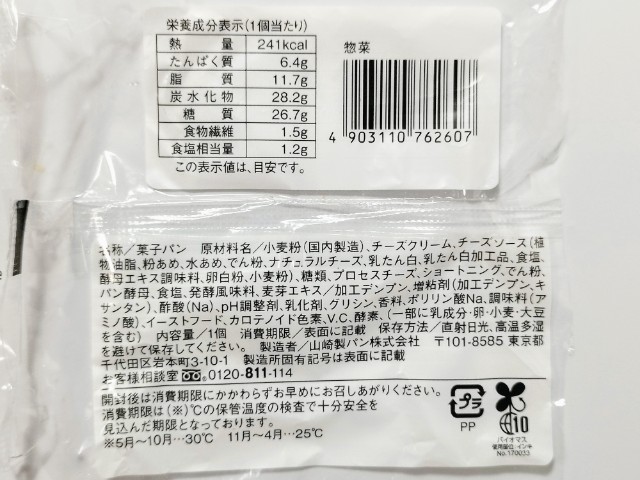 栄養成分表示(1個当たり)
熱量 241kcal
たんぱく質 6.4g
脂質 11.7g
炭水化物 28.2g
糖質 26.7g
食物繊維 1.5g
食塩相当量 1.2g
この表示値は、目安です。
惣菜
4 903110 762607
名称/菓子パン 原材料名/小麦粉(国内製造)、チーズクリーム、チーズソース(植
物油脂、粉あめ、水あめ、でん粉、ナチュラルチーズ、乳たん白、乳たん白加工品、食塩、
酵母エキス調味料、卵白粉、小麦粉)、糖類、プロセスチーズ、ショートニング、でん粉、
パン酵母、食塩、発酵風味料、麦芽エキス/加工デンプン、増粘剤(加工デンプン、キ
サンタン)、酢酸(Na)、pH調整剤、乳化剤、グリシン、香料、ポリリン酸Na、調味料(ア
ミノ酸)、イーストフード、カロテノイド色素、V.C、酵素、(一部に乳成分・卵・小麦・大豆
を含む) 内容量/1個 消費期限/表面に記載 保存方法/直射日光、高温多湿
を避けて保存してください。 製造者/山崎製パン株式会社 〒101-8585 東京都
千代田区岩本町3-10-1 製造所固有記号は表面に記載
お客様相談室 0120-811-114
開封後は消費期限にかかわらずお早めにお召しあがりください。
消費期限は(※)℃の保管温度の検査で十分安全を
見込んだ期限となっております。
※5月〜10月…30℃ 11月〜4月…25℃
プラ
PP
10
バイオマス
使用部位:インキ
No.170033